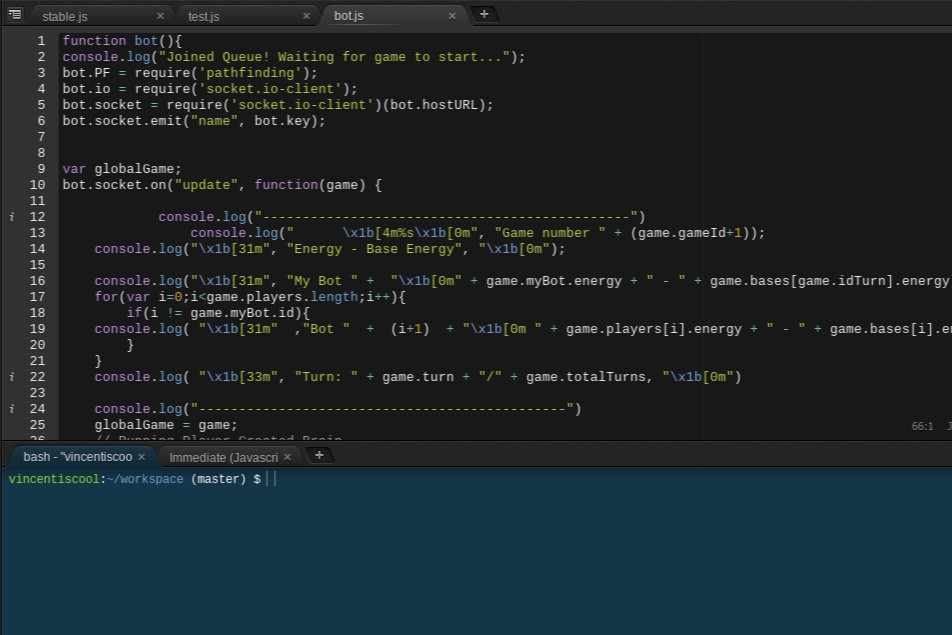 stable.js × test.js × bot.js × +
1 function bot(){
2 console.log("Joined Queue! Waiting for game to start...");
3 bot.PF = require('pathfinding');
4 bot.io = require('socket.io-client');
5 bot.socket = require('socket.io-client')(bot.hostURL);
6 bot.socket.emit("name", bot.key);
7
8
9 var globalGame;
10 bot.socket.on("update", function(game) {
11
i 12 console.log("----------------------------------------------")
13 console.log("      \x1b[4m%s\x1b[0m", "Game number " + (game.gameId+1));
14 console.log("\x1b[31m", "Energy - Base Energy", "\x1b[0m");
15
16 console.log("\x1b[31m", "My Bot " +  "\x1b[0m" + game.myBot.energy + " - " + game.bases[game.idTurn].energy
17 for(var i=0;i<game.players.length;i++){
18 if(i != game.myBot.id){
19 console.log( "\x1b[31m"  ,"Bot "  +  (i+1)  + "\x1b[0m " + game.players[i].energy + " - " + game.bases[i].en
20 }
21 }
i 22 console.log( "\x1b[33m", "Turn: " + game.turn + "/" + game.totalTurns, "\x1b[0m")
23
i 24 console.log("----------------------------------------------")
25 globalGame = game;
26 // Running Player Created Brain
66:1 J
bash - "vincentiscoo × Immediate (Javascri × +
vincentiscool:~/workspace (master) $